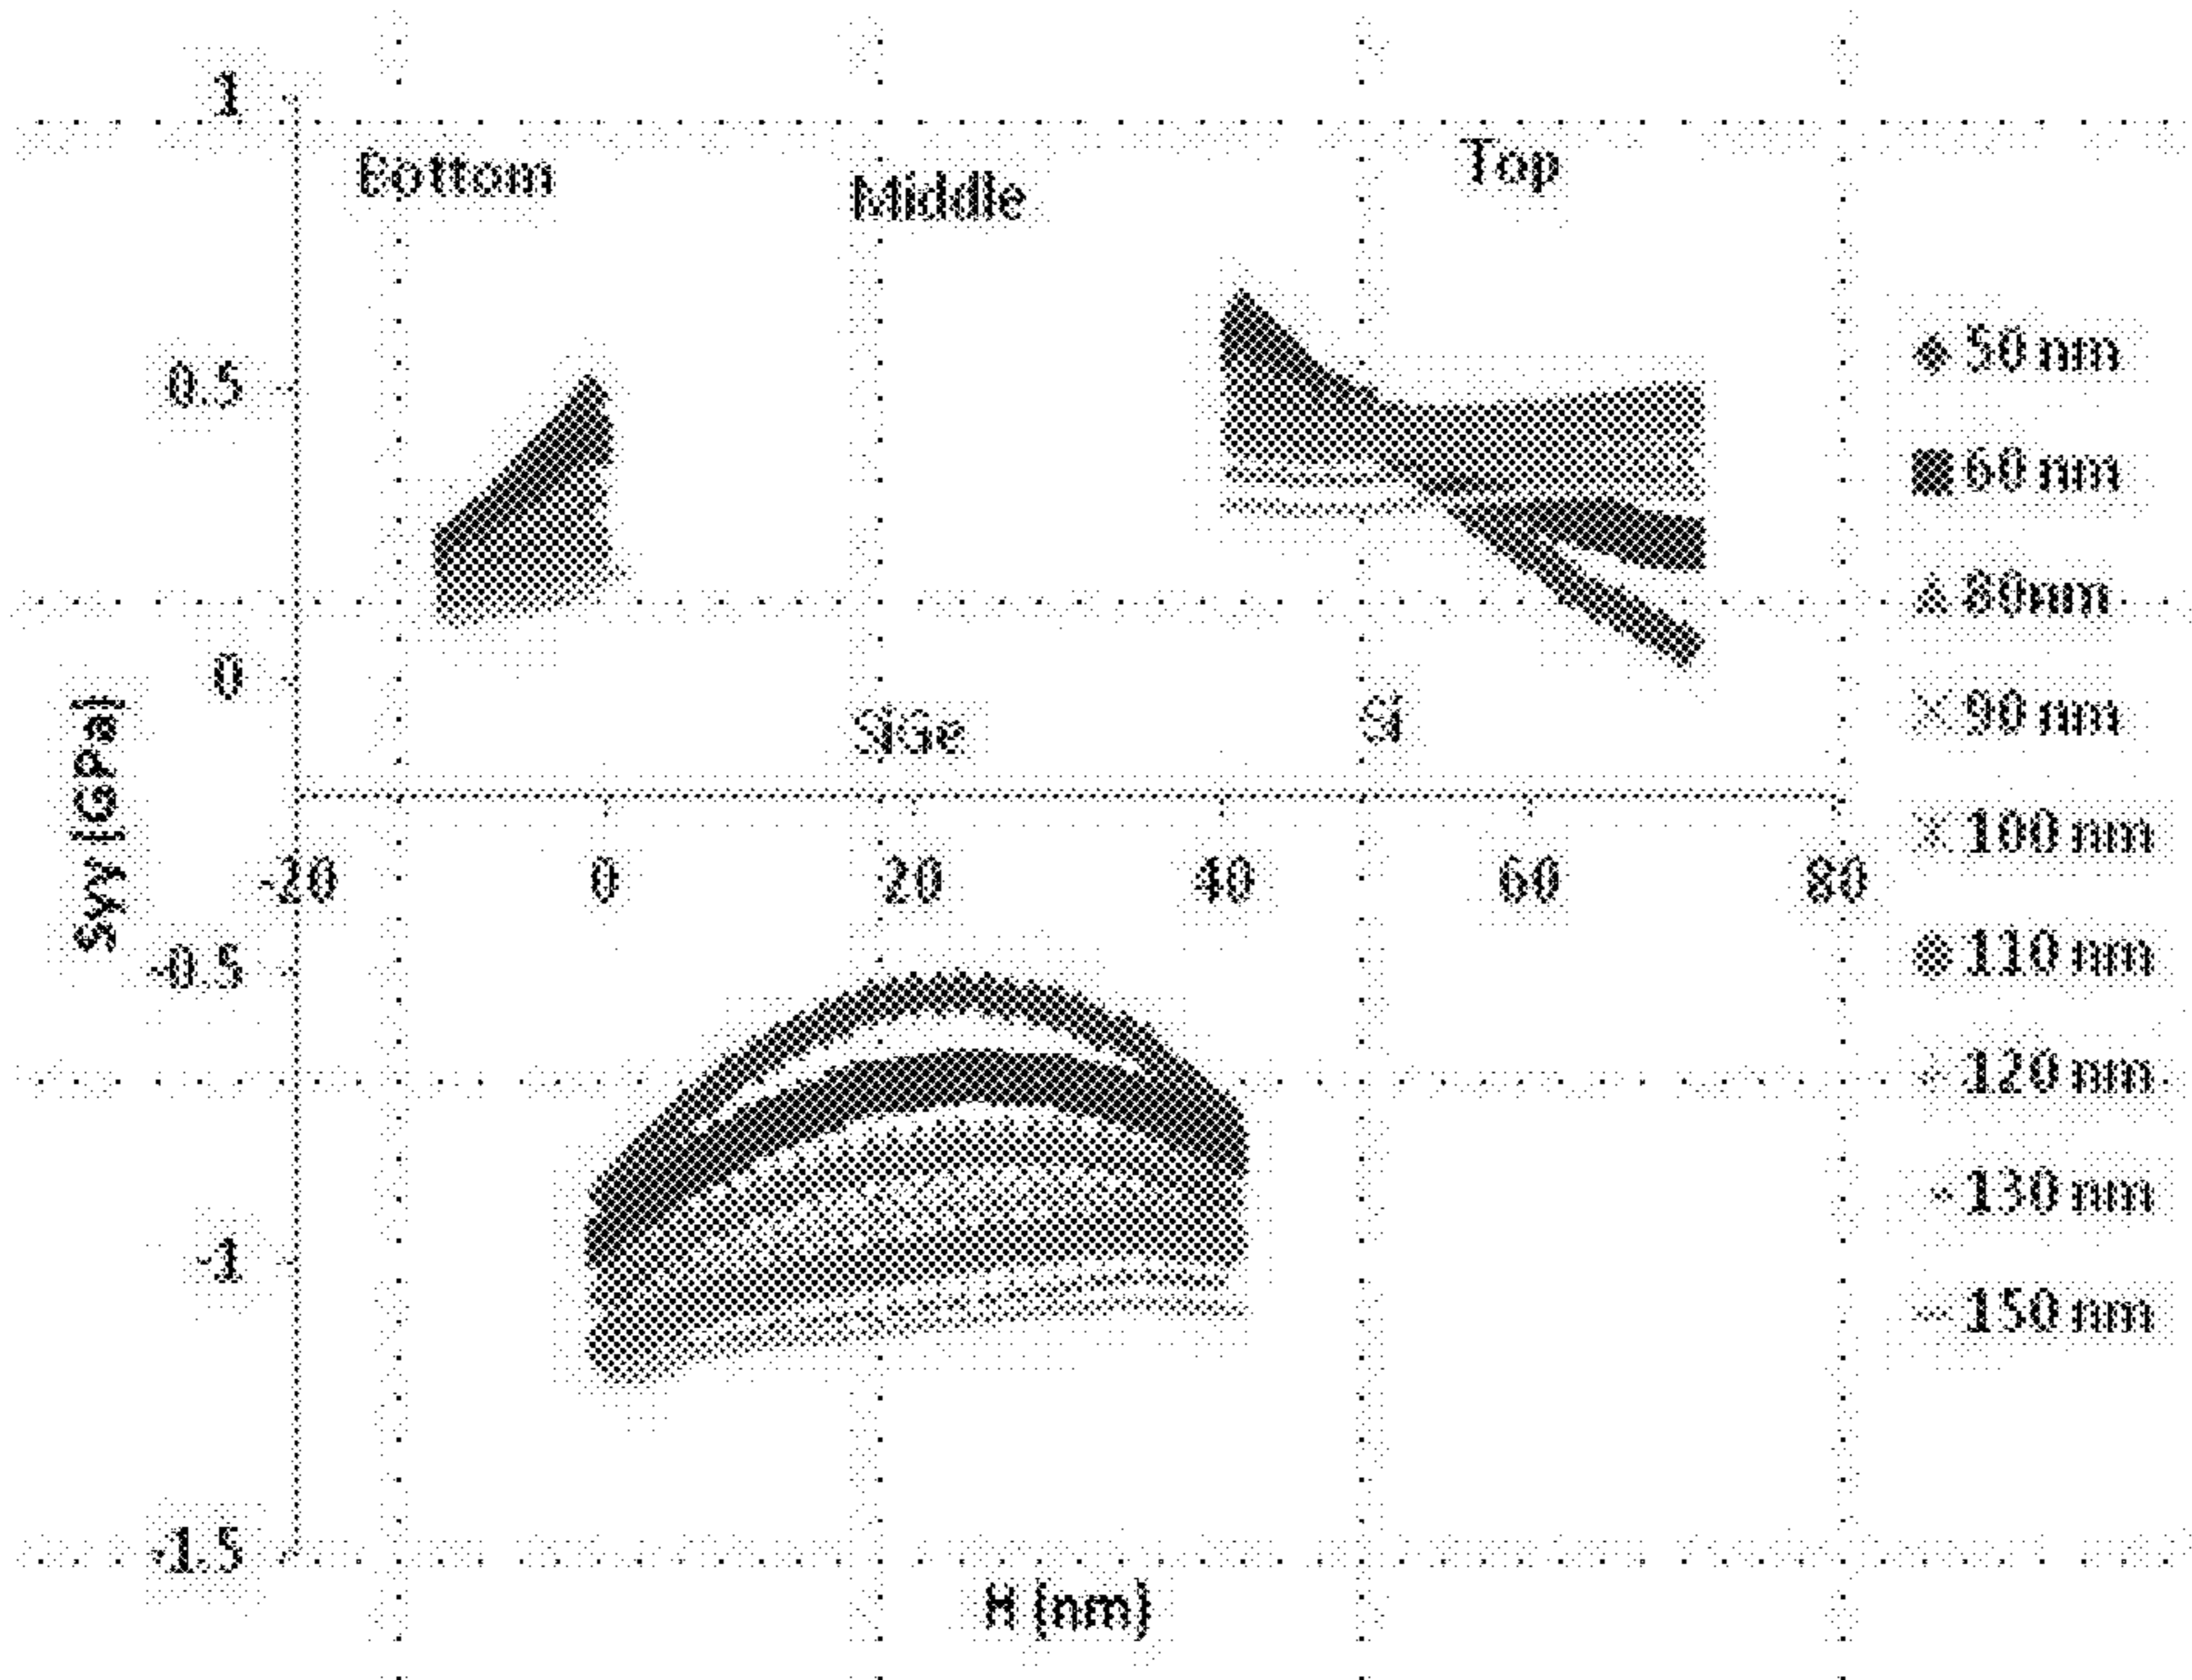 1
Bottom
Middle
Top
0.5
0
Syy [GPa]
SiGe
Si
-20
0
20
40
60
80
-0.5
-1
-1.5
H (nm)
50 nm
60 nm
80nm
90 nm
100 nm
110 nm
120 nm
130 nm
150 nm